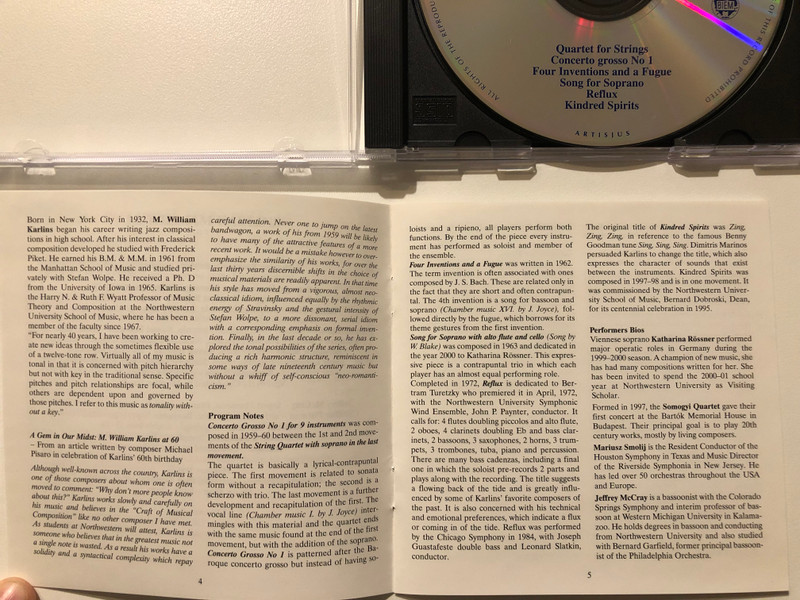 ALL RIGHTS OF THE REPRODUC
OF THIS RECORD PROHIBITED
BIEM
Quartet for Strings
Concerto grosso No 1
Four Inventions and a Fugue
Song for Soprano
Reflux
Kindred Spirits
ARTISJUS
Born in New York City in 1932, M. William
Karlins began his career writing jazz composi-
tions in high school. After his interest in classical
composition developed he studied with Frederick
Piket. He earned his B.M. & M.M. in 1961 from
the Manhattan School of Music and studied pri-
vately with Stefan Wolpe. He received a Ph. D
from the University of Iowa in 1965. Karlins is
the Harry N. & Ruth F. Wyatt Professor of Music
Theory and Composition at the Northwestern
University School of Music, where he has been a
member of the faculty since 1967.
"For nearly 40 years, I have been working to cre-
ate new ideas through the sometimes flexible use
of a twelve-tone row. Virtually all of my music is
tonal in that it is concerned with pitch hierarchy
but not with key in the traditional sense. Specific
pitches and pitch relationships are focal, while
others are dependent upon and governed by
those pitches. I refer to this music as tonality with-
out a key."
A Gem in Our Midst: M. William Karlins at 60
– From an article written by composer Michael
Pisaro in celebration of Karlins' 60th birthday
Although well-known across the country, Karlins is
one of those composers about whom one is often
moved to comment: "Why don't more people know
about this?" Karlins works slowly and carefully on
his music and believes in the "Craft of Musical
Composition" like no other composer I have met.
As students at Northwestern will attest, Karlins is
someone who believes that in the greatest music not
a single note is wasted. As a result his works have a
solidity and a syntactical complexity which repay
careful attention. Never one to jump on the latest
bandwagon, a work of his from 1959 will be likely
to have many of the attractive features of a more
recent work. It would be a mistake however to over-
emphasize the similarity of his works, for over the
last thirty years discernible shifts in the choice of
musical materials are readily apparent. In that time
his style has moved from a vigorous, almost neo-
classical idiom, influenced equally by the rhythmic
energy of Stravinsky and the gestural intensity of
Stefan Wolpe, to a more dissonant, serial idiom
with a corresponding emphasis on formal inven-
tion. Finally, in the last decade or so, he has ex-
plored the tonal possibilities of the series, often pro-
ducing a rich harmonic structure, reminiscent in
some ways of late nineteenth century music but
without a whiff of self-conscious "neo-romanti-
cism."
Program Notes
Concerto Grosso No 1 for 9 instruments was com-
posed in 1959-60 between the 1st and 2nd move-
ments of the String Quartet with soprano in the last
movement.
The quartet is basically a lyrical-contrapuntal
piece. The first movement is related to sonata
form without a recapitulation; the second is a
scherzo with trio. The last movement is a further
development and recapitulation of the first. The
vocal line (Chamber music I. by J. Joyce) inter-
mingles with this material and the quartet ends
with the same music found at the end of the first
movement, but with the addition of the soprano.
Concerto Grosso No 1 is patterned after the Ba-
roque concerto grosso but instead of having so-
4
loists and a ripieno, all players perform both
functions. By the end of the piece every instru-
ment has performed as soloist and member of
the ensemble.
Four Inventions and a Fugue was written in 1962.
The term invention is often associated with ones
composed by J. S. Bach. These are related only in
the fact that they are short and often contrapun-
tal. The 4th invention is a song for bassoon and
soprano (Chamber music XVI. by J. Joyce), fol-
lowed directly by the fugue, which borrows for its
theme gestures from the first invention.
Song for Soprano with alto flute and cello (Song by
W. Blake) was composed in 1963 and dedicated in
the year 2000 to Katharina Rössner. This expres-
sive piece is a contrapuntal trio in which each
player has an almost equal performing role.
Completed in 1972, Reflux is dedicated to Ber-
tram Turetzky who premiered it in April, 1972,
with the Northwestern University Symphonic
Wind Ensemble, John P. Paynter, conductor. It
calls for: 4 flutes doubling piccolos and alto flute,
2 oboes, 4 clarinets doubling Eb and bass clar-
inets, 2 bassoons, 3 saxophones, 2 horns, 3 trum-
pets, 3 trombones, tuba, piano and percussion.
There are many bass cadenzas, including a final
one in which the soloist pre-records 2 parts and
plays along with the recording. The title suggests
a flowing back of the tide and is greatly influ-
enced by some of Karlins' favorite composers of
the past. It is also concerned with the technical
and emotional preferences, which indicate a flux
or coming in of the tide. Reflux was performed
by the Chicago Symphony in 1984, with Joseph
Guastafeste double bass and Leonard Slatkin,
conductor.
The original title of Kindred Spirits was Zing,
Zing, Zing, in reference to the famous Benny
Goodman tune Sing, Sing, Sing. Dimitris Marinos
persuaded Karlins to change the title, which also
expresses the character of sounds that exist
between the instruments. Kindred Spirits was
composed in 1997–98 and is in one movement. It
was commissioned by the Northwestern Univer-
sity School of Music, Bernard Dobroski, Dean,
for its centennial celebration in 1995.
Performers Bios
Viennese soprano Katharina Rössner performed
major operatic roles in Germany during the
1999–2000 season. A champion of new music, she
has had many compositions written for her. She
has been invited to spend the 2000–01 school
year at Northwestern University as Visiting
Scholar.
Formed in 1997, the Somogyi Quartet gave their
first concert at the Bartók Memorial House in
Budapest. Their principal goal is to play 20th
century works, mostly by living composers.
Mariusz Smolij is the Resident Conductor of the
Houston Symphony in Texas and Music Director
of the Riverside Symphonia in New Jersey. He
has led over 50 orchestras throughout the USA
and Europe.
Jeffrey McCray is a bassoonist with the Colorado
Springs Symphony and interim professor of bas-
soon at Western Michigan University in Kalama-
zoo. He holds degrees in bassoon and conducting
from Northwestern University and also studied
with Bernard Garfield, former principal bassoon-
ist of the Philadelphia Orchestra.
5